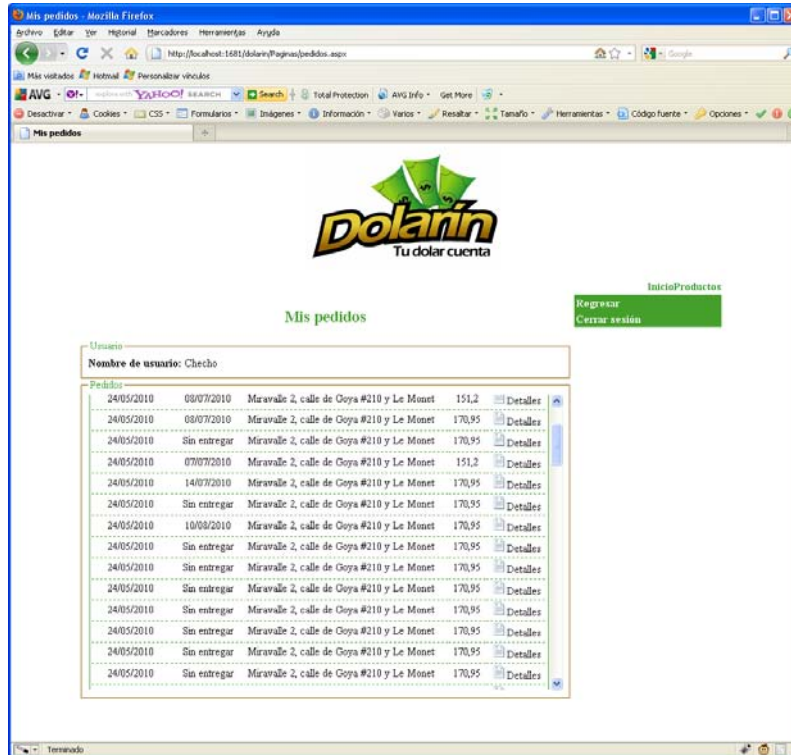 Mis pedidos - Mozilla Firefox
Archivo Editar Ver Historial Marcadores Herramientas Ayuda
http://localhost:1681/dolarin/Paginas/pedidos.aspx Google
Más visitados Hotmail Personalizar vínculos
AVG YAHOO! SEARCH Search Total Protection AVG Info Get More
Desactivar Cookies CSS Formularios Imágenes Información Varios Resaltar Tamaño Herramientas Código fuente Opciones
Mis pedidos
Dolarín
Tu dolar cuenta
InicioProductos
Regresar
Cerrar sesión
Mis pedidos
Usuario
Nombre de usuario: Checho
Pedidos
24/05/2010 08/07/2010 Miravalle 2, calle de Goya #210 y Le Monet 151,2 Detalles
24/05/2010 08/07/2010 Miravalle 2, calle de Goya #210 y Le Monet 170,95 Detalles
24/05/2010 Sin entregar Miravalle 2, calle de Goya #210 y Le Monet 170,95 Detalles
24/05/2010 07/07/2010 Miravalle 2, calle de Goya #210 y Le Monet 151,2 Detalles
24/05/2010 14/07/2010 Miravalle 2, calle de Goya #210 y Le Monet 170,95 Detalles
24/05/2010 Sin entregar Miravalle 2, calle de Goya #210 y Le Monet 170,95 Detalles
24/05/2010 10/08/2010 Miravalle 2, calle de Goya #210 y Le Monet 170,95 Detalles
24/05/2010 Sin entregar Miravalle 2, calle de Goya #210 y Le Monet 170,95 Detalles
24/05/2010 Sin entregar Miravalle 2, calle de Goya #210 y Le Monet 170,95 Detalles
24/05/2010 Sin entregar Miravalle 2, calle de Goya #210 y Le Monet 170,95 Detalles
24/05/2010 Sin entregar Miravalle 2, calle de Goya #210 y Le Monet 170,95 Detalles
24/05/2010 Sin entregar Miravalle 2, calle de Goya #210 y Le Monet 170,95 Detalles
24/05/2010 Sin entregar Miravalle 2, calle de Goya #210 y Le Monet 170,95 Detalles
24/05/2010 Sin entregar Miravalle 2, calle de Goya #210 y Le Monet 170,95 Detalles
Terminado